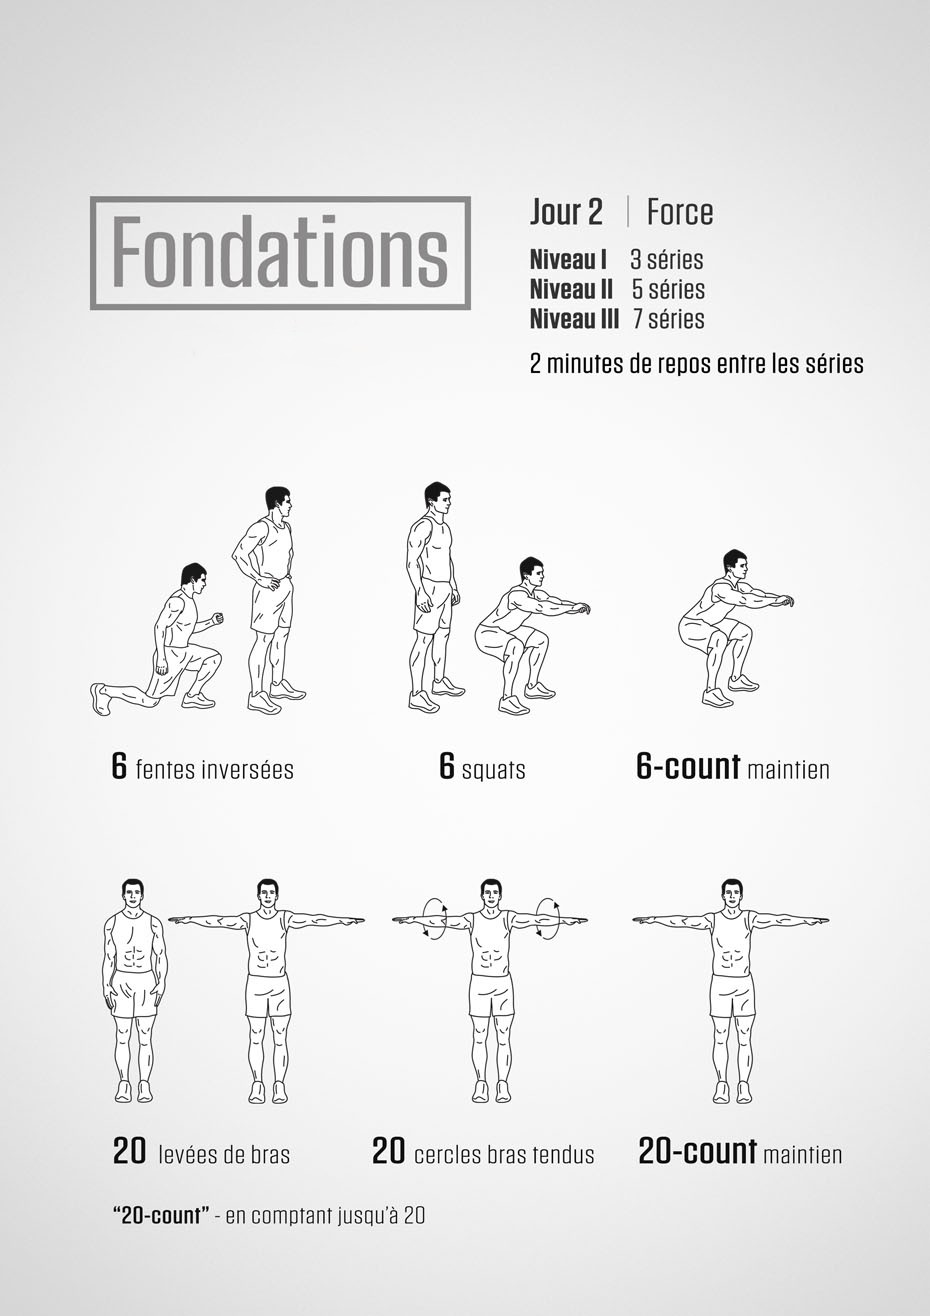 Fondations
Jour 2 | Force
Niveau I 3 séries
Niveau II 5 séries
Niveau III 7 séries
2 minutes de repos entre les séries
6 fentes inversées
6 squats
6-count maintien
20 levées de bras
20 cercles bras tendus
20-count maintien
“20-count” - en comptant jusqu'à 20